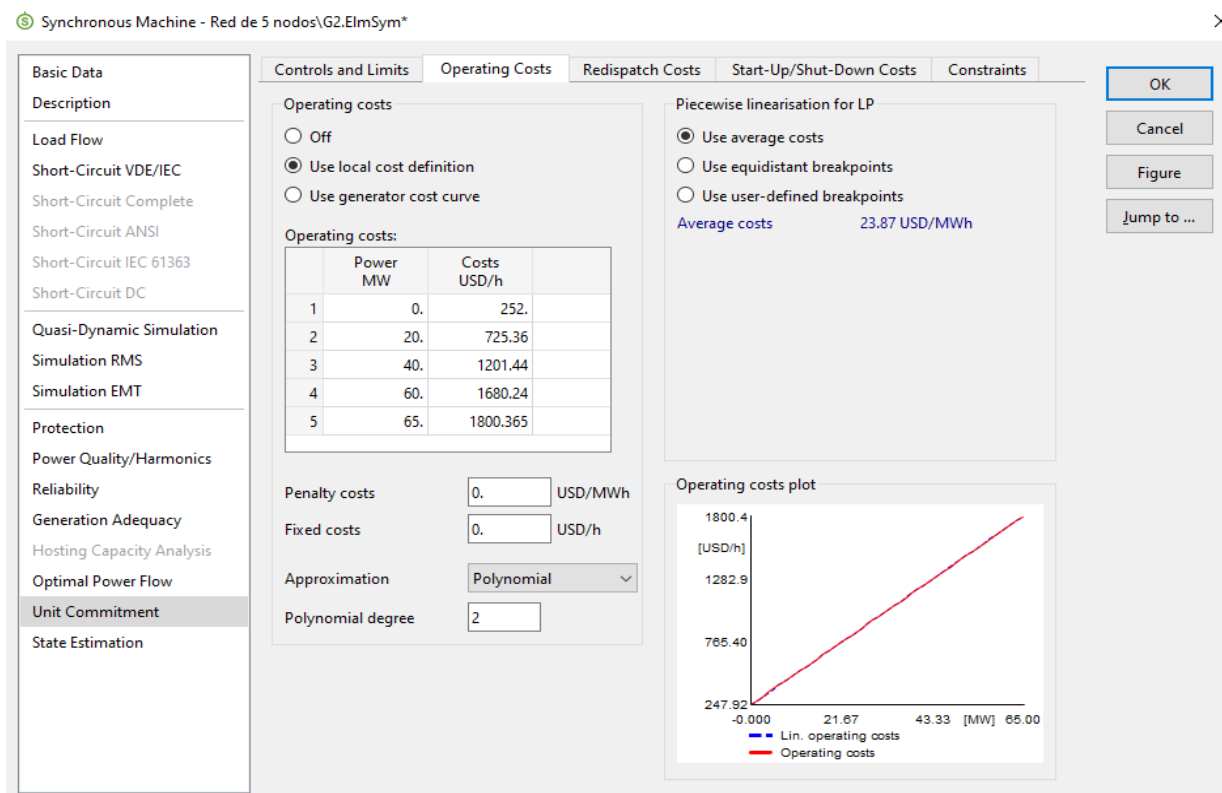 Synchronous Machine - Red de 5 nodos\G2.ElmSym*
Basic Data
Description
Load Flow
Short-Circuit VDE/IEC
Short-Circuit Complete
Short-Circuit ANSI
Short-Circuit IEC 61363
Short-Circuit DC
Quasi-Dynamic Simulation
Simulation RMS
Simulation EMT
Protection
Power Quality/Harmonics
Reliability
Generation Adequacy
Hosting Capacity Analysis
Optimal Power Flow
Unit Commitment
State Estimation
Controls and Limits Operating Costs Redispatch Costs Start-Up/Shut-Down Costs Constraints
Operating costs
Off
Use local cost definition
Use generator cost curve
Operating costs:
Power Costs
MW USD/h
1 0. 252.
2 20. 725.36
3 40. 1201.44
4 60. 1680.24
5 65. 1800.365
Penalty costs 0. USD/MWh
Fixed costs 0. USD/h
Approximation Polynomial
Polynomial degree 2
Piecewise linearisation for LP
Use average costs
Use equidistant breakpoints
Use user-defined breakpoints
Average costs 23.87 USD/MWh
Operating costs plot
1800.4
[USD/h]
1282.9
765.40
247.92
-0.000 21.67 43.33 [MW] 65.00
Lin. operating costs
Operating costs
OK
Cancel
Figure
Jump to ...